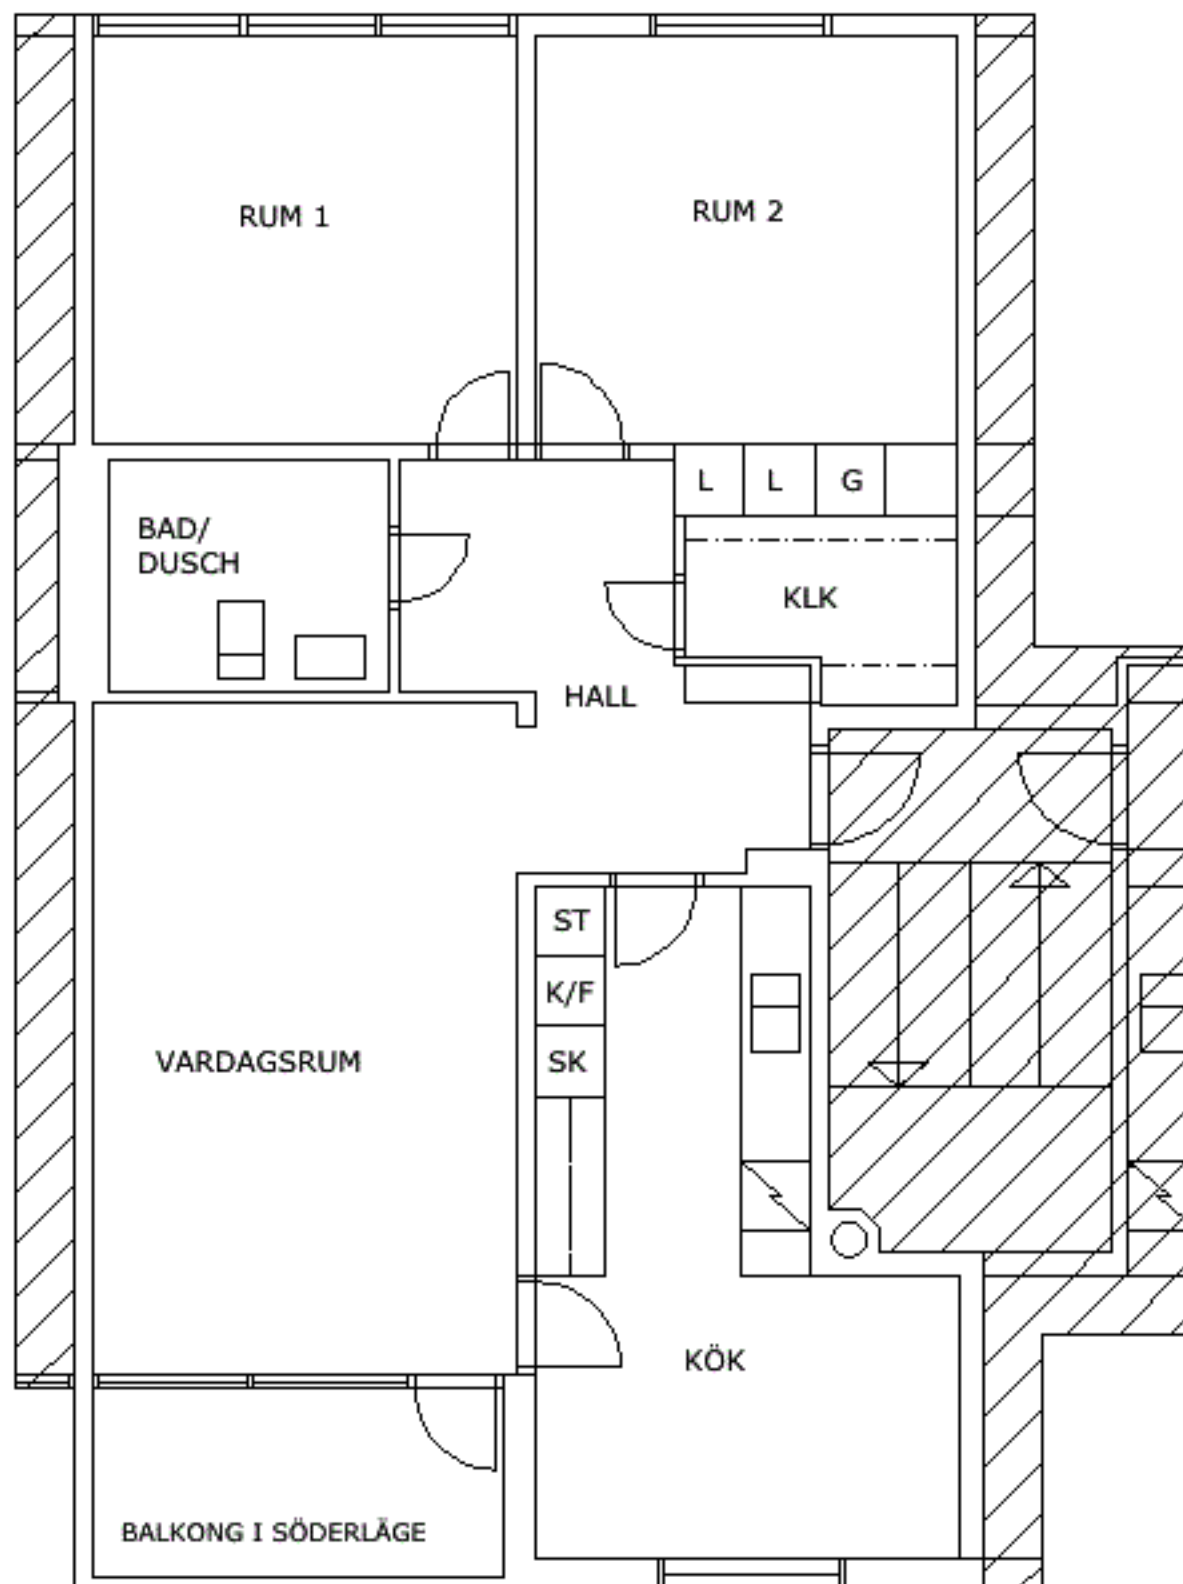 RUM 1
RUM 2
L L G
BAD/
DUSCH
KLK
HALL
ST
K/F
SK
VARDAGSRUM
KÖK
BALKONG I SÖDERLÄGE